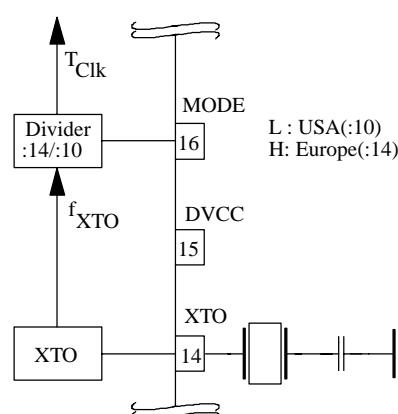 T_Clk
MODE
Divider
:14/:10
16
L : USA(:10)
H: Europe(:14)
f_XTO
DVCC
15
XTO
XTO
14